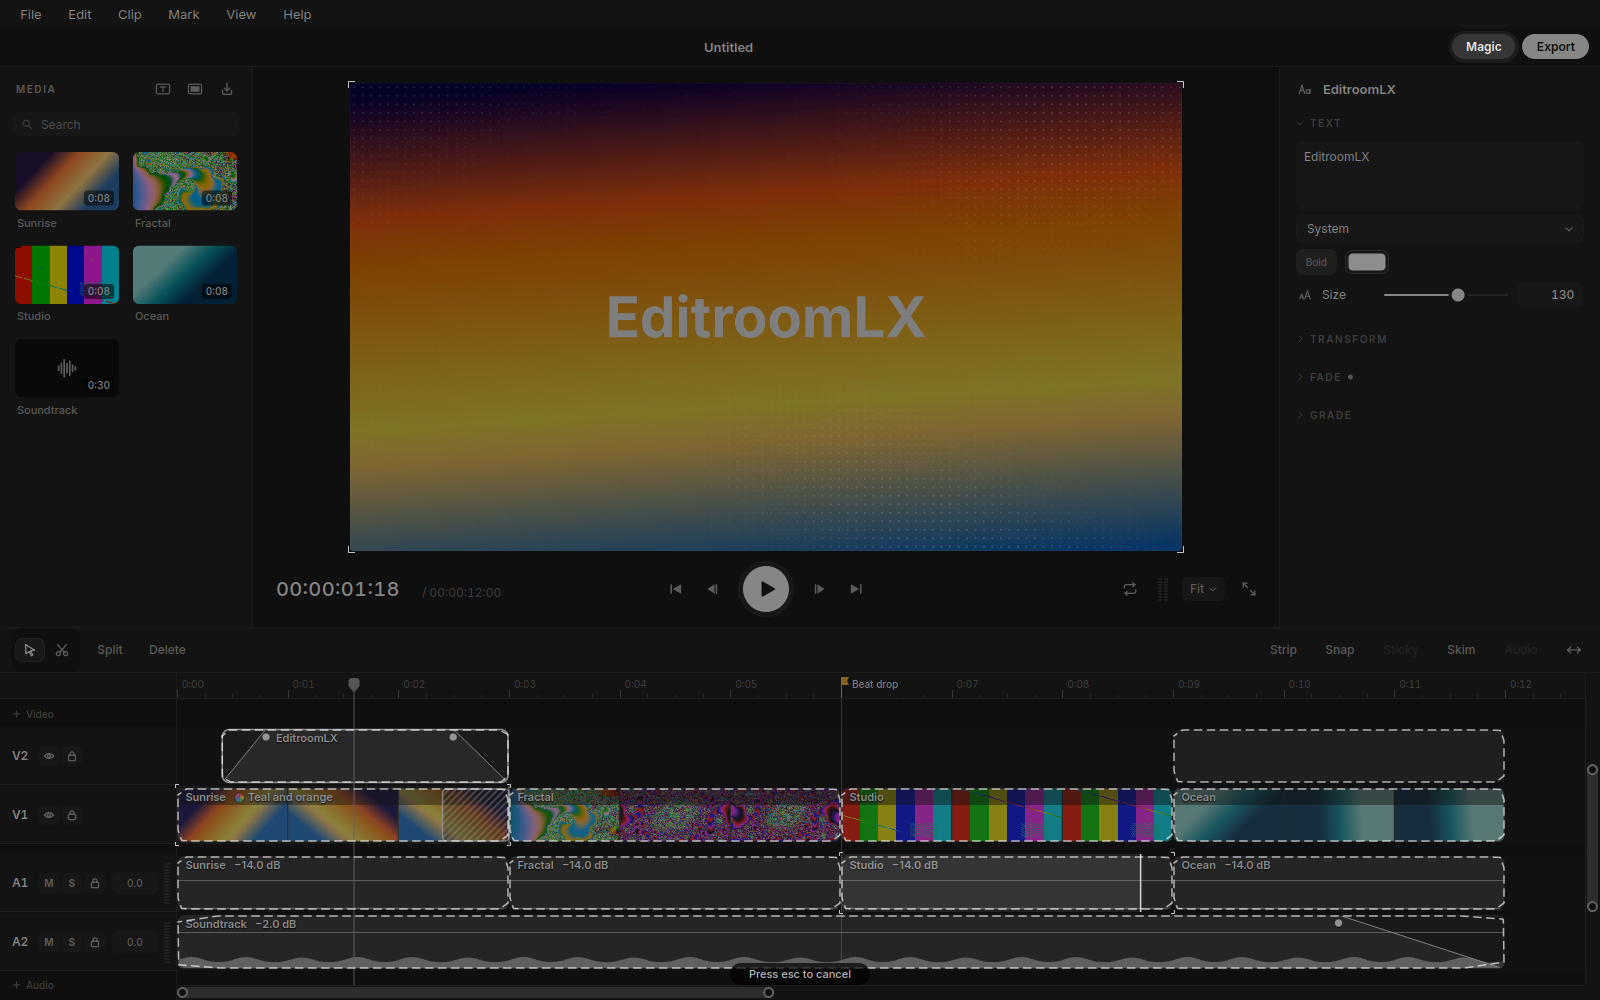 File Edit Clip Mark View Help
Untitled
Magic Export
MEDIA
Search
0:08
0:08
Sunrise Fractal
0:08
0:08
Studio Ocean
0:30
Soundtrack
EditroomLX
EditroomLX
TEXT
EditroomLX
System
Bold
Size 130
TRANSFORM
FADE
GRADE
00:00:01:18 / 00:00:12:00
Fit
Split Delete
Strip Snap Sticky Skim Audio
0:00 0:01 0:02 0:03 0:04 0:05 Beat drop 0:07 0:08 0:09 0:10 0:11 0:12
+ Video
V2 EditroomLX
V1 Sunrise Teal and orange Fractal Studio Ocean
A1 M S 0.0 Sunrise −14.0 dB Fractal −14.0 dB Studio −14.0 dB Ocean −14.0 dB
A2 M S 0.0 Soundtrack −2.0 dB
Press esc to cancel
+ Audio